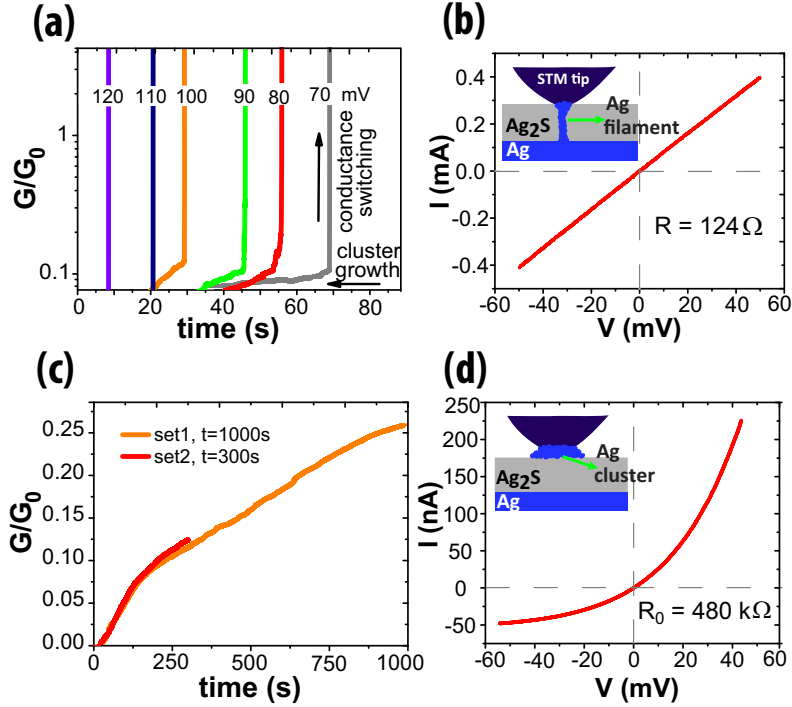 (a)
120
110
100
90
80
70 mV
conductance
switching
cluster
growth
G/G0
1
0.1
0
20
40
60
80
time (s)
(b)
STM tip
Ag
filament
Ag2S
Ag
R = 124Ω
I (mA)
0.4
0.2
0.0
-0.2
-0.4
-60
-40
-20
0
20
40
60
V (mV)
(c)
set1, t=1000s
set2, t=300s
G/G0
0.25
0.20
0.15
0.10
0.05
0.00
0
250
500
750
1000
time (s)
(d)
Ag
cluster
Ag2S
Ag
R0 = 480 kΩ
I (nA)
250
225
200
175
150
125
100
50
0
-50
-60
-40
-20
0
20
40
60
V (mV)